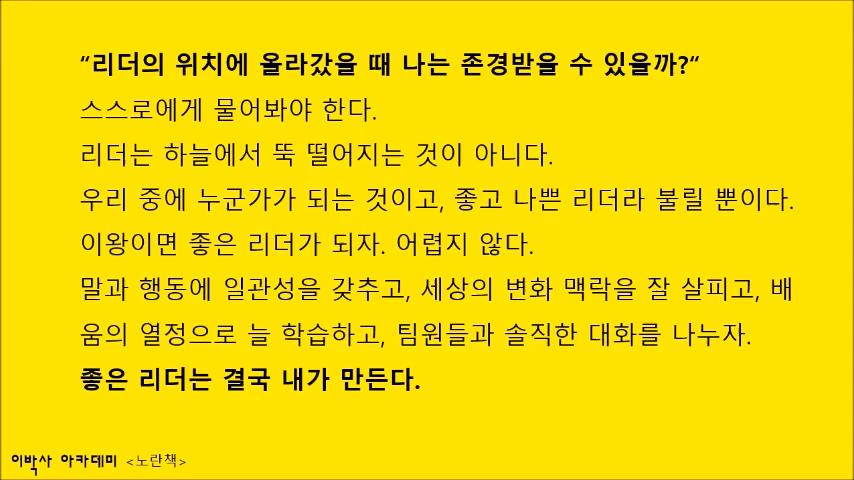 “리더의 위치에 올라갔을 때 나는 존경받을 수 있을까?“
스스로에게 물어봐야 한다.
리더는 하늘에서 뚝 떨어지는 것이 아니다.
우리 중에 누군가가 되는 것이고, 좋고 나쁜 리더라 불릴 뿐이다.
이왕이면 좋은 리더가 되자. 어렵지 않다.
말과 행동에 일관성을 갖추고, 세상의 변화 맥락을 잘 살피고, 배
움의 열정으로 늘 학습하고, 팀원들과 솔직한 대화를 나누자.
좋은 리더는 결국 내가 만든다.
이박사 아카데미 <노란책>